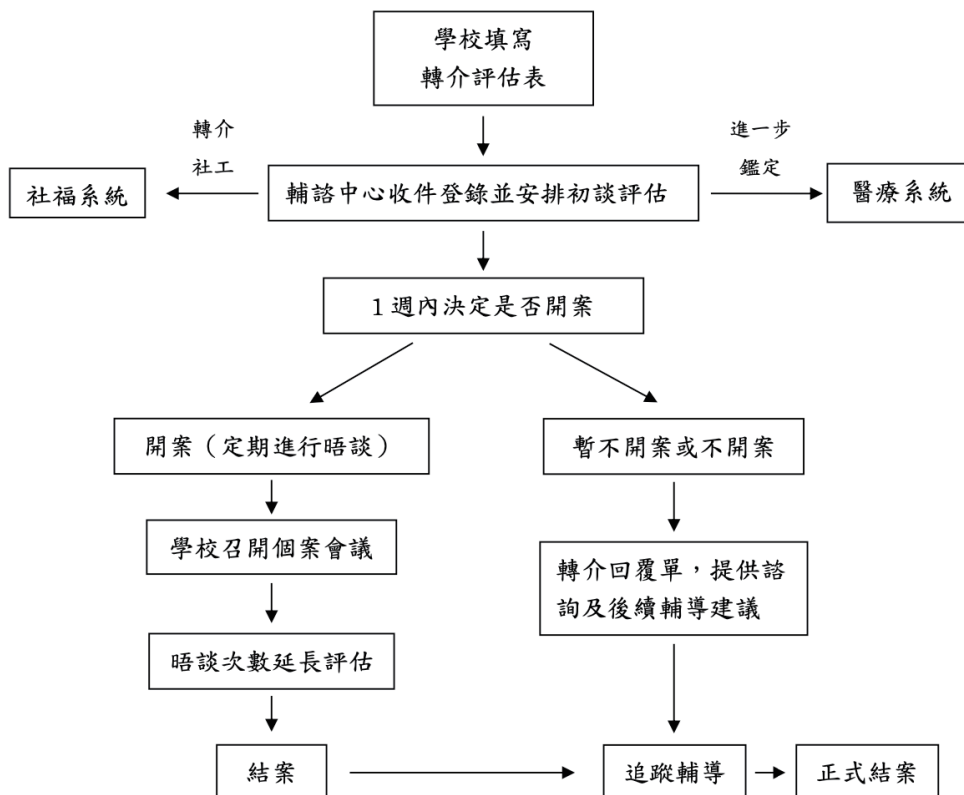 學校填寫
轉介評估表
轉介
社工
進一步
鑑定
社福系統
輔諮中心收件登錄並安排初談評估
醫療系統
1 週內決定是否開案
開案（定期進行晤談）
暫不開案或不開案
學校召開個案會議
轉介回覆單，提供諮
詢及後續輔導建議
晤談次數延長評估
結案
追蹤輔導
正式結案